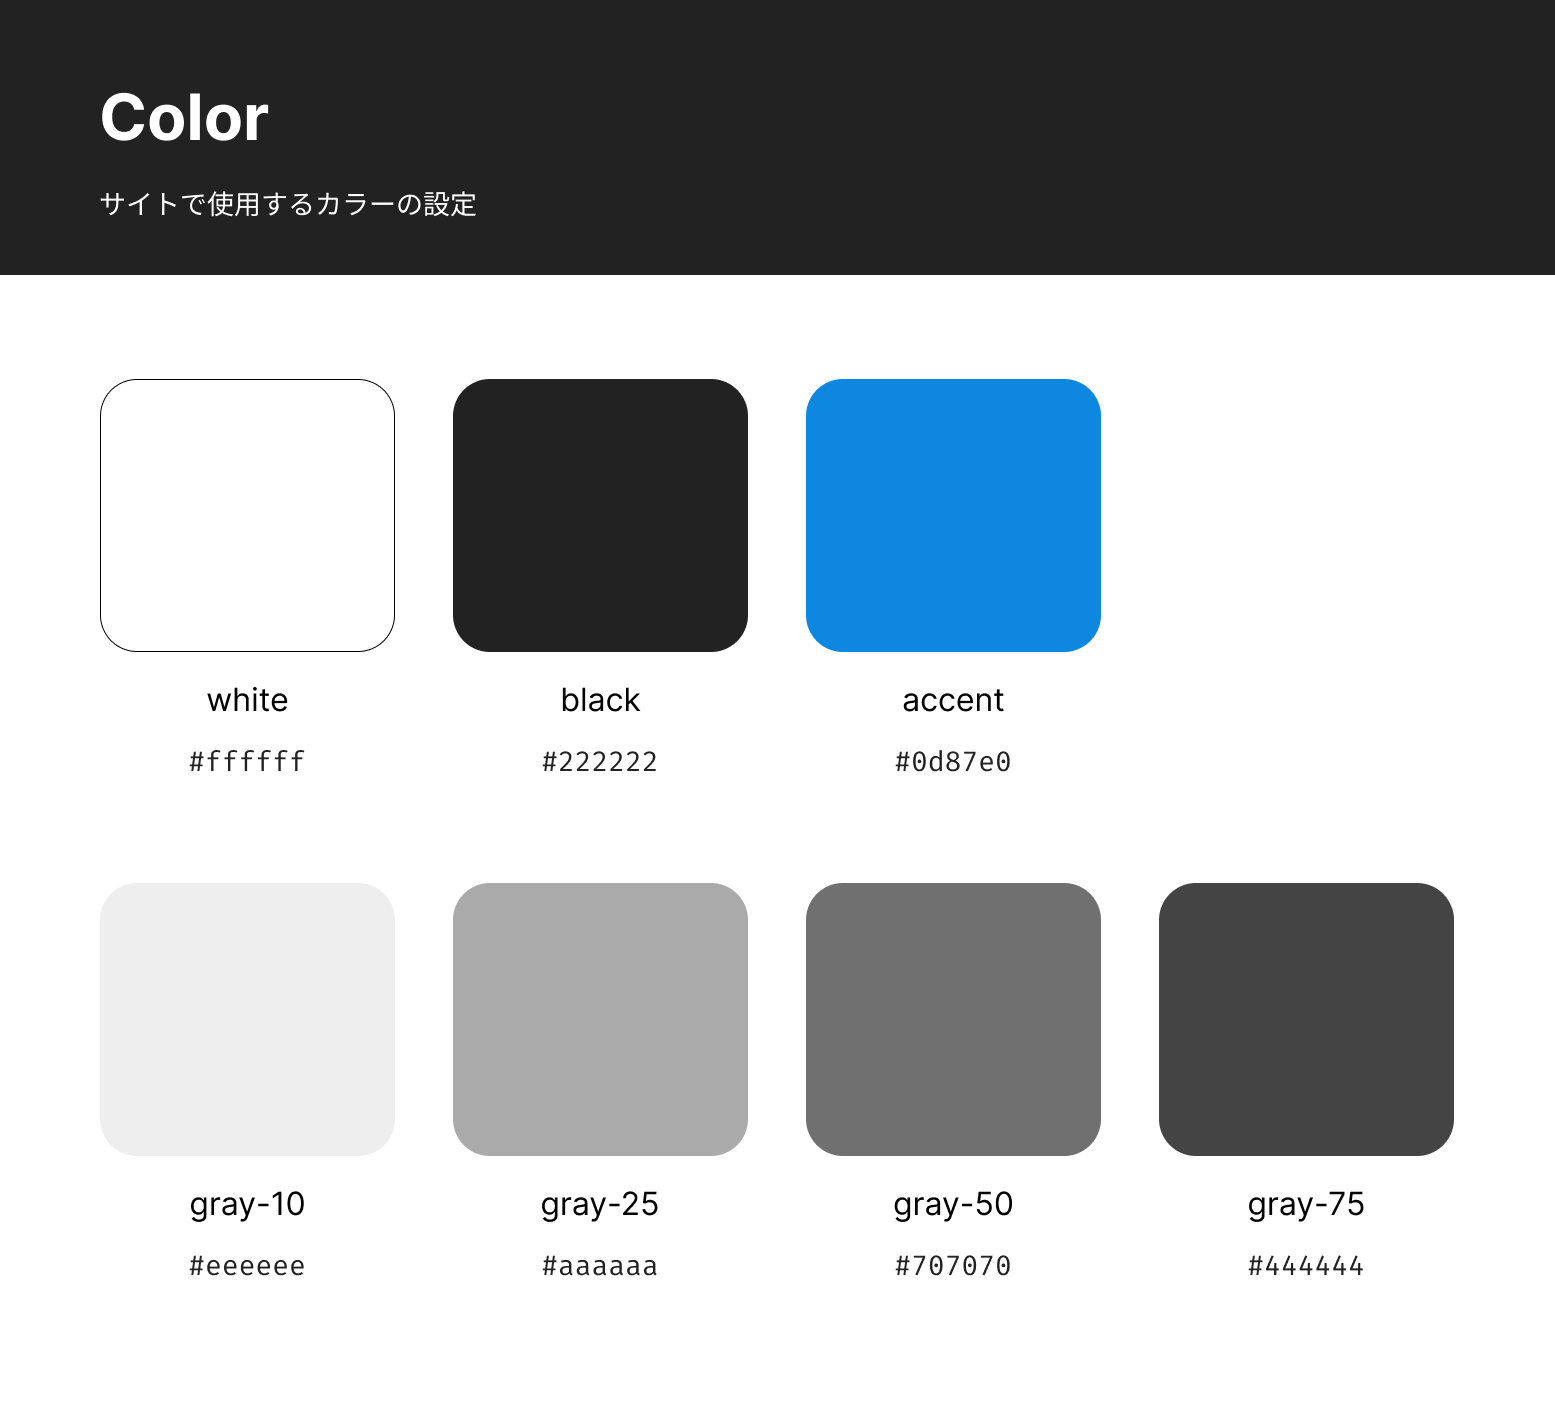 Color
サイトで使用するカラーの設定
white
black
accent
#ffffff
#222222
#0d87e0
gray-10
gray-25
gray-50
gray-75
#eeeeee
#aaaaaa
#707070
#444444